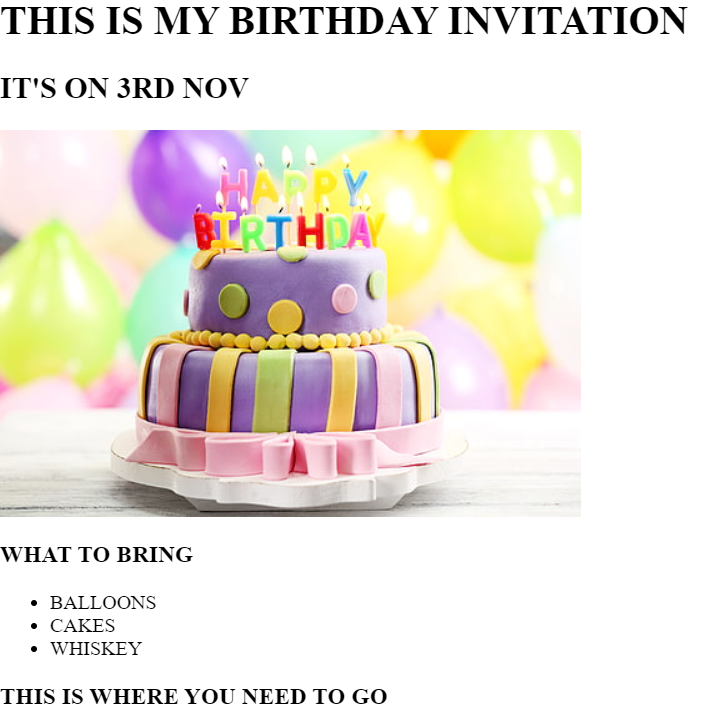 THIS IS MY BIRTHDAY INVITATION
IT'S ON 3RD NOV
HAPPY
BIRTHDAY
WHAT TO BRING
BALLOONS
CAKES
WHISKEY
THIS IS WHERE YOU NEED TO GO